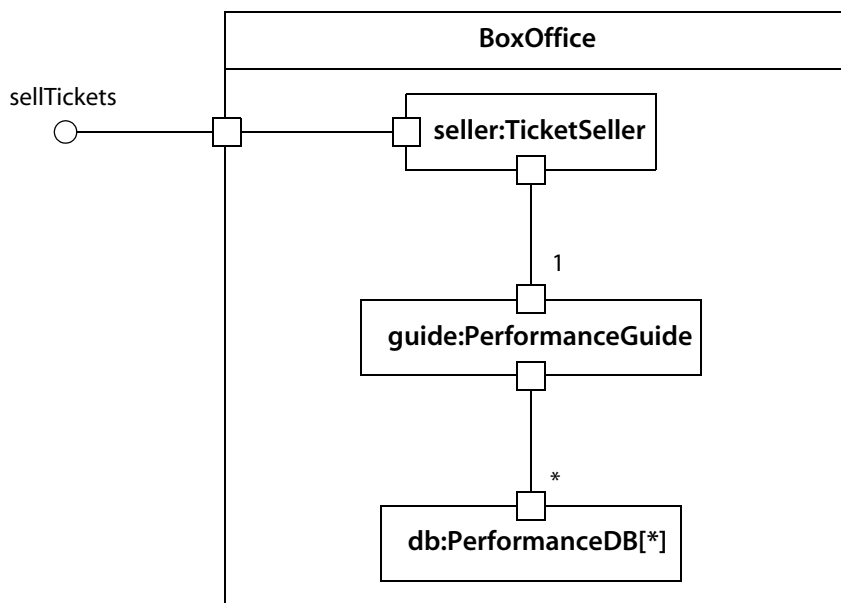 BoxOffice
sellTickets
seller:TicketSeller
1
guide:PerformanceGuide
*
db:PerformanceDB[*]